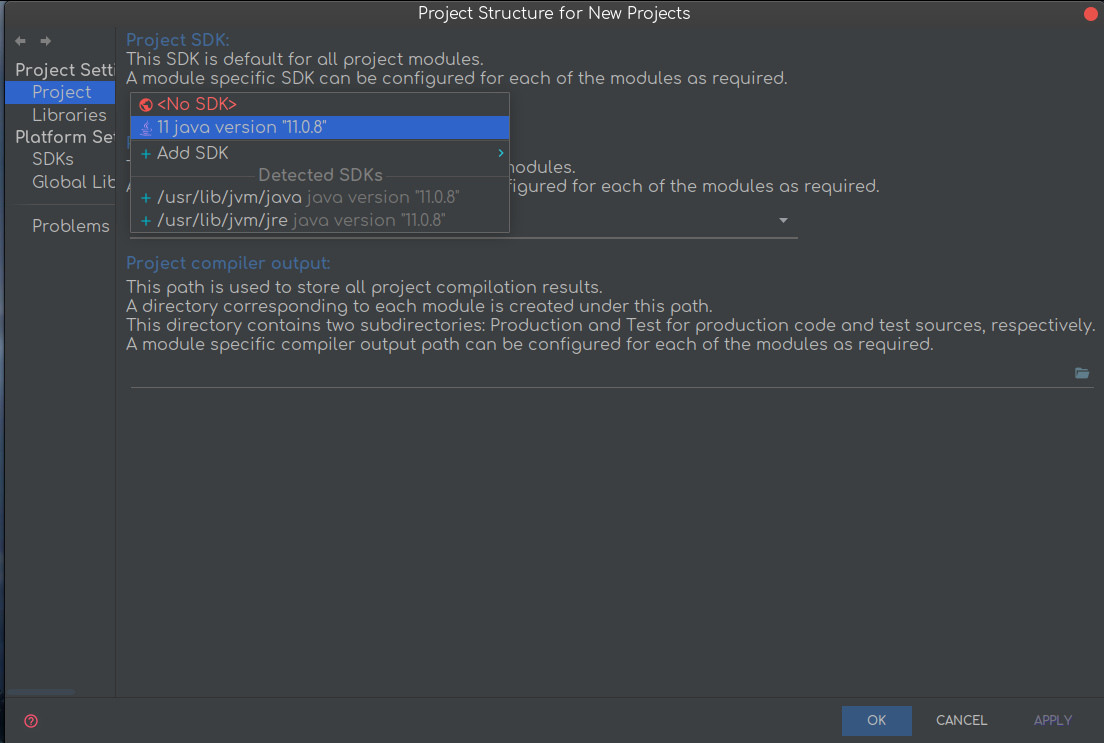 Project Structure for New Projects
Project Setti
Project
Libraries
Platform Set
SDKs
Global Lib
Problems
Project SDK:
This SDK is default for all project modules.
A module specific SDK can be configured for each of the modules as required.
<No SDK>
11 java version "11.0.8"
Add SDK
Detected SDKs
/usr/lib/jvm/java java version "11.0.8"
/usr/lib/jvm/jre java version "11.0.8"
modules.
figured for each of the modules as required.
Project compiler output:
This path is used to store all project compilation results.
A directory corresponding to each module is created under this path.
This directory contains two subdirectories: Production and Test for production code and test sources, respectively.
A module specific compiler output path can be configured for each of the modules as required.
OK
CANCEL
APPLY